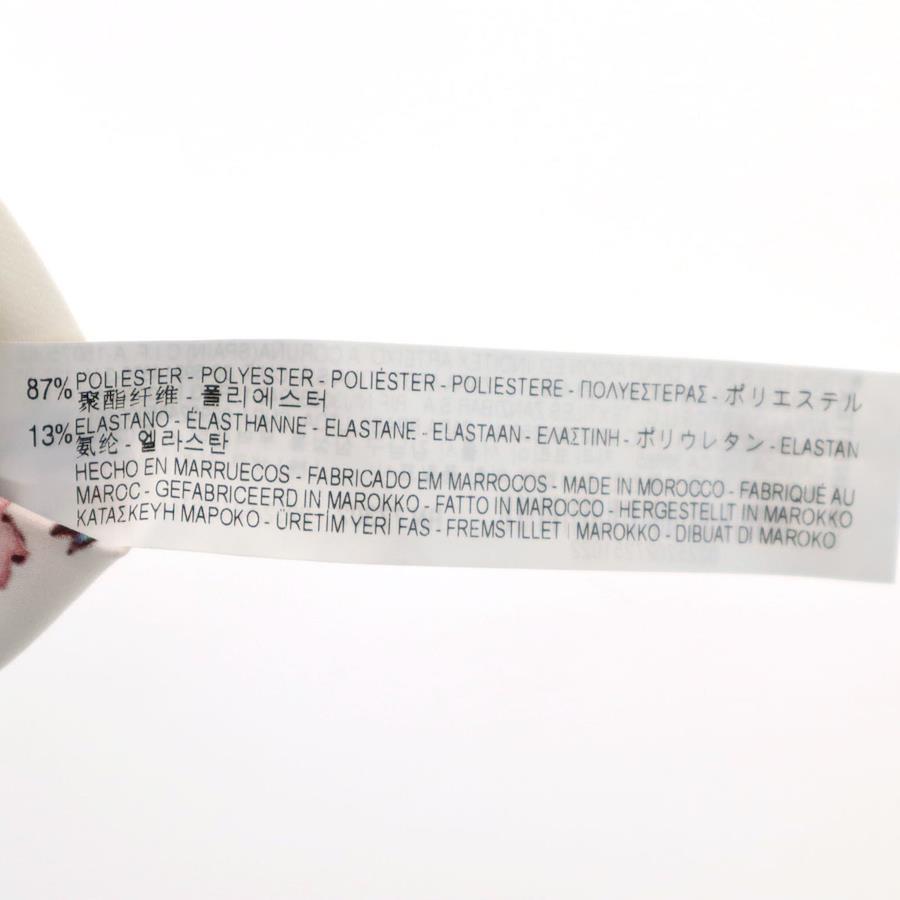 87% POLIESTER - POLYESTER - POLIÉSTER - POLIESTERE - ΠΟΛΥΕΣΤΕΡΑΣ - ポリエステル
聚酯纤维 - 폴리에스터
13% ELASTANO - ÉLASTHANNE - ELASTANE - ELASTAAN - ΕΛΑΣΤΙΝΗ - ポリウレタン - ELASTAN
氨纶 - 엘라스탄
HECHO EN MARRUECOS - FABRICADO EM MARROCOS - MADE IN MOROCCO - FABRIQUÉ AU
MAROC - GEFABRICEERD IN MAROKKO - FATTO IN MAROCCO - HERGESTELLT IN MAROKKO
ΚΑΤΑΣΚΕΥΗ ΜΑΡΟΚΟ - ÜRETİM YERİ FAS - FREMSTILLET I MAROKKO - DIBUAT DI MAROKO